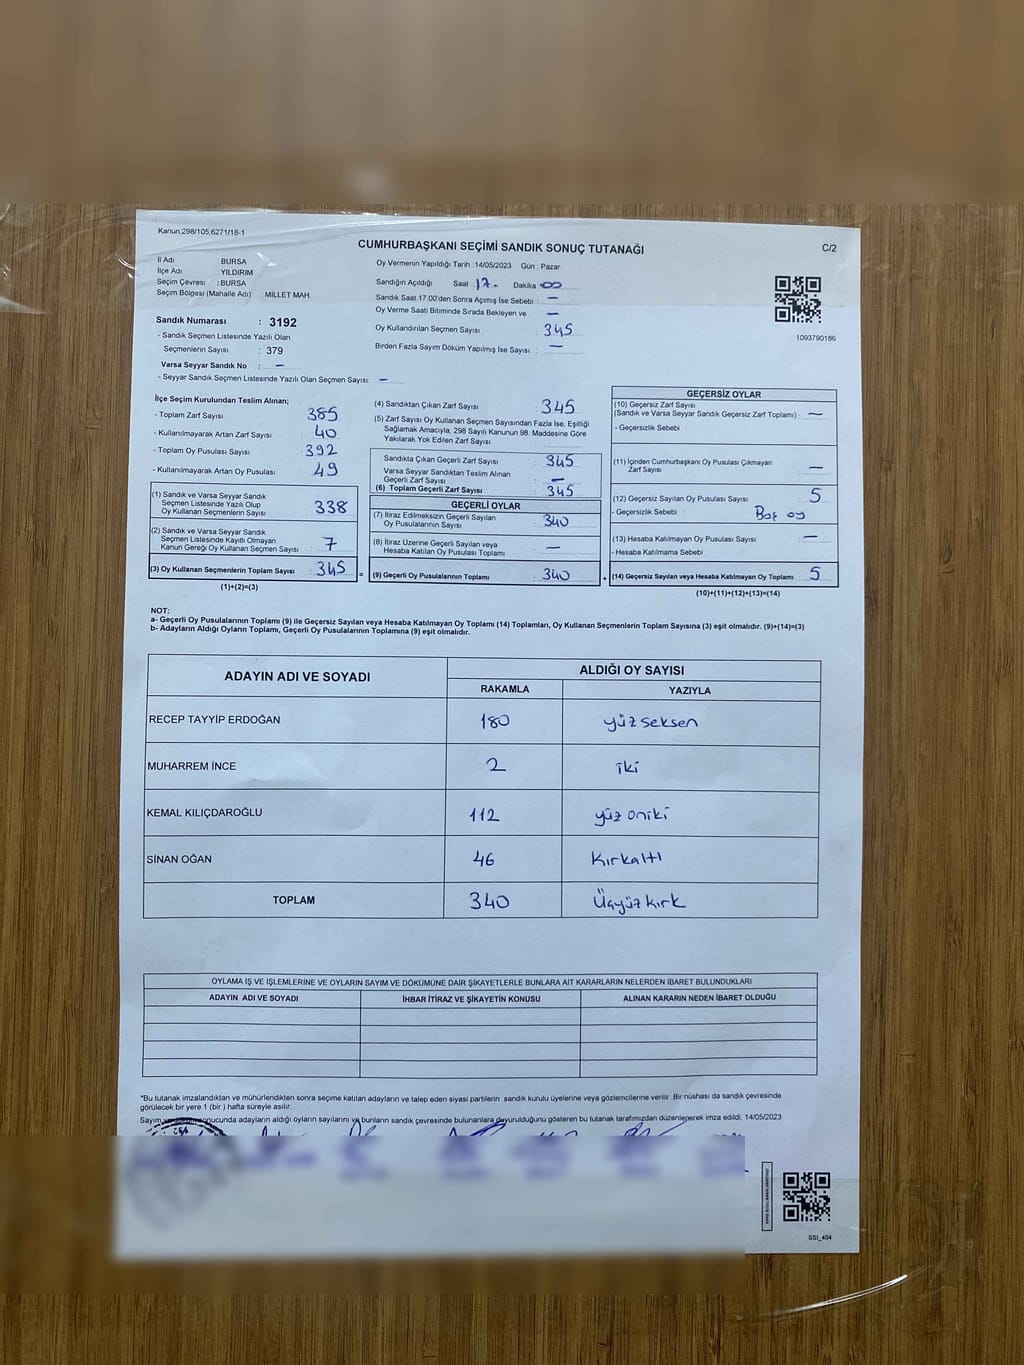 Kanun,298/105,6271/18-1
CUMHURBAŞKANI SEÇİMİ SANDIK SONUÇ TUTANAĞI
C/2
İl Adı : BURSA
İlçe Adı : YILDIRIM
Seçim Çevresi : BURSA
Seçim Bölgesi (Mahalle Adı) : MİLLET MAH.
Oy Vermenin Yapıldığı Tarih :14/05/2023 Gün : Pazar
Sandığın Açıldığı Saat : 17. Dakika : 00
Sandık Saat 17.00'den Sonra Açımış İse Sebebi : —
Oy Verme Saati Bitiminde Sırada Bekleyen ve —
Oy Kullandırılan Seçmen Sayısı : 345
Birden Fazla Sayım Döküm Yapılmış İse Sayısı : —
1093790186
Sandık Numarası : 3192
- Sandık Seçmen Listesinde Yazılı Olan
Seçmenlerin Sayısı : 379
Varsa Seyyar Sandık No : —
- Seyyar Sandık Seçmen Listesinde Yazılı Olan Seçmen Sayısı: —
İlçe Seçim Kurulundan Teslim Alınan;
- Toplam Zarf Sayısı 385
- Kullanılmayarak Artan Zarf Sayısı 40
- Toplam Oy Pusulası Sayısı 392
- Kullanılmayarak Artan Oy Pusulası 49
(1) Sandık ve Varsa Seyyar Sandık
Seçmen Listesinde Yazılı Olup
Oy Kullanan Seçmenlerin Sayısı 338
(2) Sandık ve Varsa Seyyar Sandık
Seçmen Listesinde Kayıtlı Olmayan
Kanun Gereği Oy Kullanan Seçmen Sayısı 7
(3) Oy Kullanan Seçmenlerin Toplam Sayısı 345
(1)+(2)=(3)
(4) Sandıktan Çıkan Zarf Sayısı 345
(5) Zarf Sayısı Oy Kullanan Seçmen Sayısından Fazla İse, Eşitliği
Sağlamak Amacıyla, 298 Sayılı Kanunun 98. Maddesine Göre
Yakılarak Yok Edilen Zarf Sayısı
Sandıkta Çıkan Geçerli Zarf Sayısı 345
Varsa Seyyar Sandıktan Teslim Alınan
Geçerli Zarf Sayısı —
(6) Toplam Geçerli Zarf Sayısı 345
GEÇERLİ OYLAR
(7) İtiraz Edilmeksizin Geçerli Sayılan
Oy Pusulalarının Sayısı 340
(8) İtiraz Üzerine Geçerli Sayılan veya
Hesaba Katılan Oy Pusulası Toplamı —
= (9) Geçerli Oy Pusulalarının Toplamı 340
GEÇERSİZ OYLAR
(10) Geçersiz Zarf Sayısı
(Sandık ve Varsa Seyyar Sandık Geçersiz Zarf Toplamı) : —
- Geçersizlik Sebebi :
(11) İçinden Cumhurbaşkanı Oy Pusulası Çıkmayan
Zarf Sayısı —
(12) Geçersiz Sayılan Oy Pusulası Sayısı 5
- Geçersizlik Sebebi : Boş oy
(13) Hesaba Katılmayan Oy Pusulası Sayısı —
- Hesaba Katılmama Sebebi :
+ (14) Geçersiz Sayılan veya Hesaba Katılmayan Oy Toplamı 5
(10)+(11)+(12)+(13)=(14)
NOT:
a- Geçerli Oy Pusulalarının Toplamı (9) ile Geçersiz Sayılan veya Hesaba Katılmayan Oy Toplamı (14) Toplamları, Oy Kullanan Seçmenlerin Toplam Sayısına (3) eşit olmalıdır. (9)+(14)=(3)
b- Adayların Aldığı Oyların Toplamı, Geçerli Oy Pusulalarının Toplamına (9) eşit olmalıdır.
ADAYIN ADI VE SOYADI ALDIĞI OY SAYISI
RAKAMLA YAZIYLA
RECEP TAYYİP ERDOĞAN 180 yüzseksen
MUHARREM İNCE 2 iki
KEMAL KILIÇDAROĞLU 112 yüz oniki
SİNAN OĞAN 46 Kırkaltı
TOPLAM 340 Üçyüzkırk
OYLAMA İŞ VE İŞLEMLERİNE VE OYLARIN SAYIM VE DÖKÜMÜNE DAİR ŞİKAYETLERLE BUNLARA AİT KARARLARIN NELERDEN İBARET BULUNDUKLARI
ADAYIN ADI VE SOYADI İHBAR İTİRAZ VE ŞİKAYETİN KONUSU ALINAN KARARIN NEDEN İBARET OLDUĞU
*Bu tutanak imzalandıktan ve mühürlendikten sonra seçime katılan adayların ve talep eden siyasi partilerin sandık kurulu üyelerine veya gözlemcilerine verilir. Bir nüshası da sandık çevresinde
görülecek bir yere 1 (bir ) hafta süreyle asılır.
Sayım sonucunda adayların aldığı oyların sayılarını ve bunların sandık çevresinde bulunanlara duyurulduğunu gösteren bu tutanak tarafımızdan düzenlenerek imza edildi. 14/05/2023
SSI_404